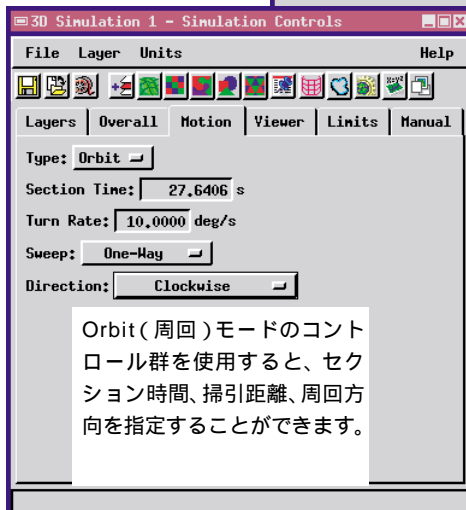 3D Simulation 1 - Simulation Controls
File Layer Units Help
Layers Overall Motion Viewer Limits Manual
Type: Orbit
Section Time: 27.6406 s
Turn Rate: 10.0000 deg/s
Sweep: One-Way
Direction: Clockwise
Orbit(周回)モードのコント
ロール群を使用すると、セク
ション時間、掃引距離、周回方
向を指定することができます。